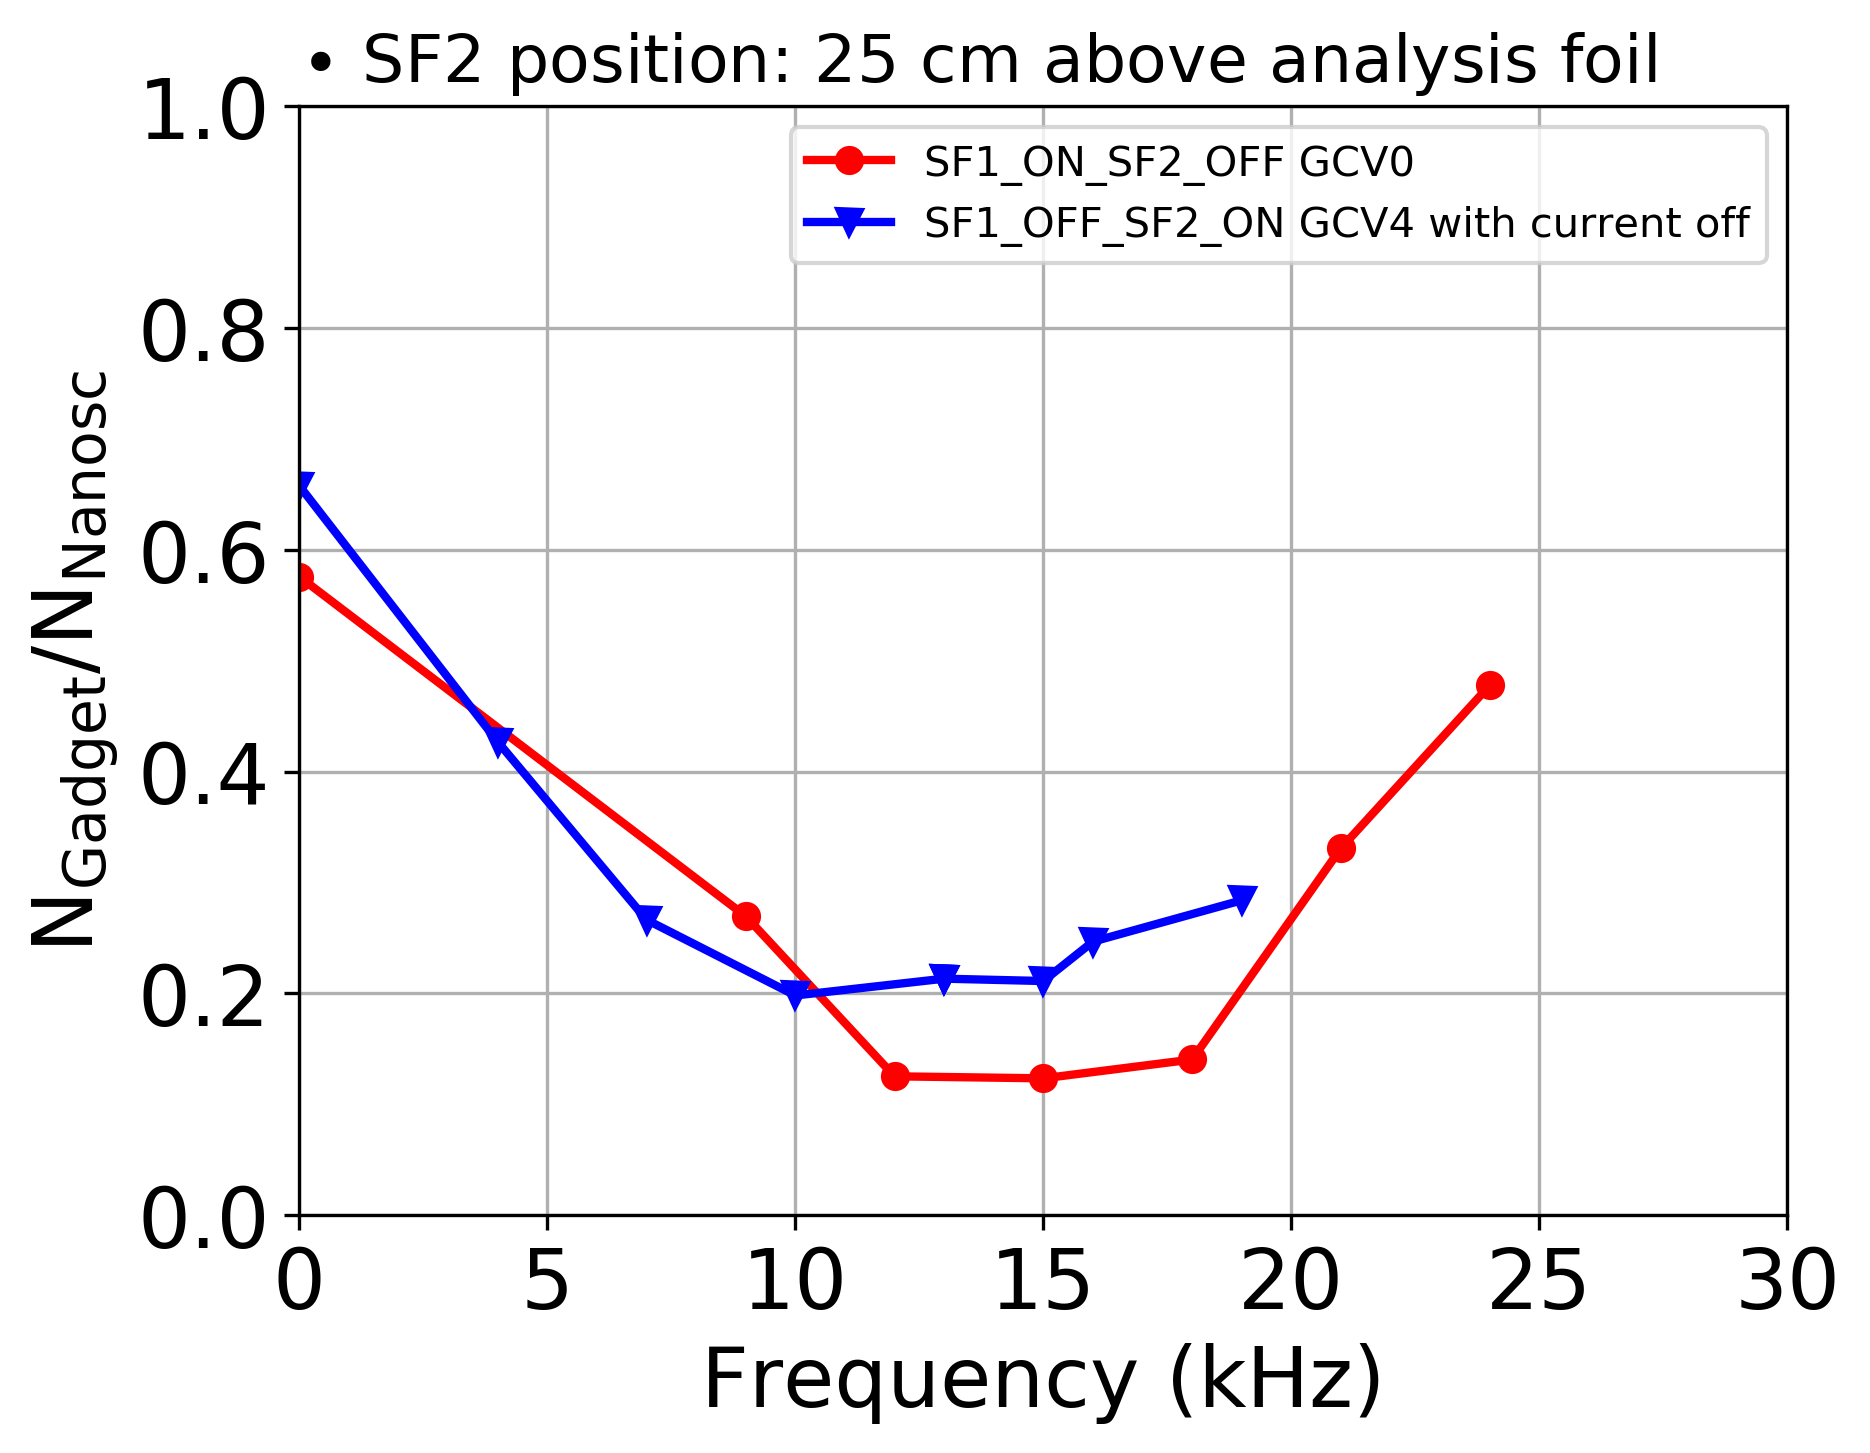 • SF2 position: 25 cm above analysis foil
SF1_ON_SF2_OFF GCV0
SF1_OFF_SF2_ON GCV4 with current off
1.0
0.8
0.6
0.4
0.2
0.0
N_Gadget/N_Nanosc
0 5 10 15 20 25 30
Frequency (kHz)